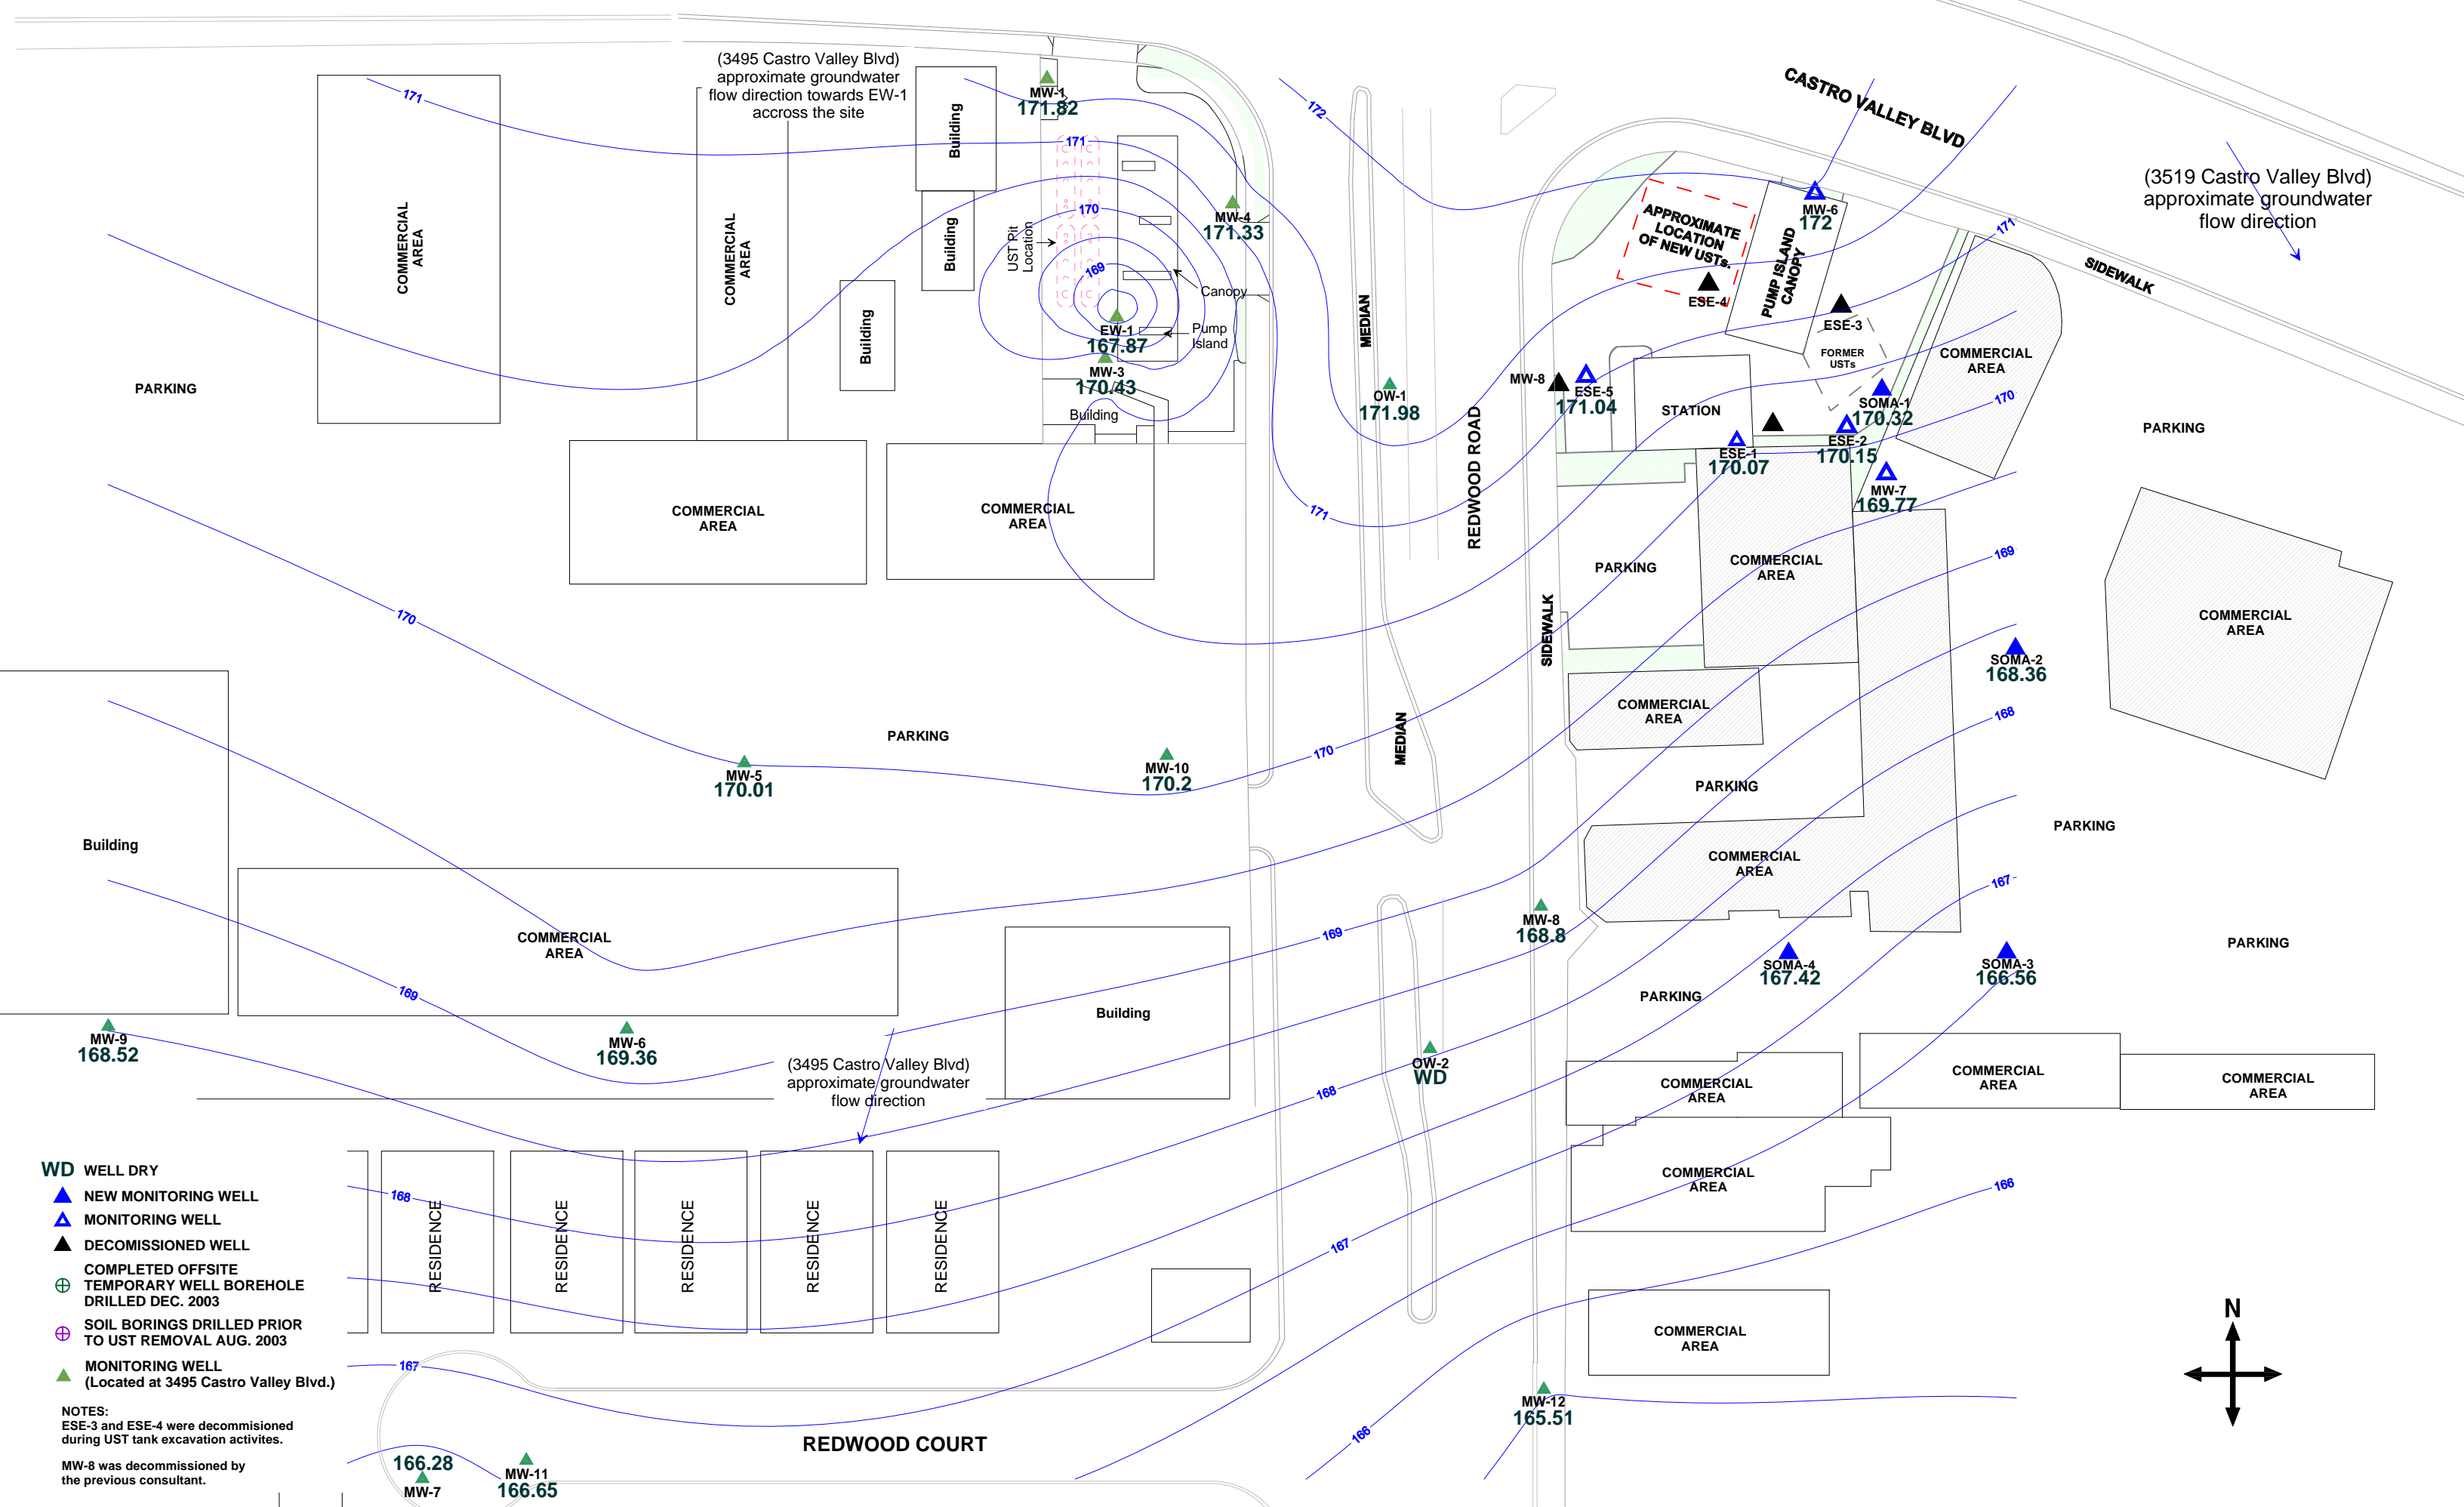 (3495 Castro Valley Blvd)
approximate groundwater
flow direction towards EW-1
accross the site
CASTRO VALLEY BLVD
(3519 Castro Valley Blvd)
approximate groundwater
flow direction
SIDEWALK
171
171
172
171
170
169
MW-1
171.82
MW-4
171.33
MW-6
172
Building
Building
Building
COMMERCIAL
AREA
COMMERCIAL
AREA
UST Pit
Location
Canopy
Pump
Island
EW-1
167.87
MW-3
170.43
Building
MEDIAN
OW-1
171.98
REDWOOD ROAD
APPROXIMATE
LOCATION
OF NEW USTs.
ESE-4
PUMP ISLAND
CANOPY
ESE-3
FORMER
USTs
COMMERCIAL
AREA
MW-8
ESE-5
171.04
STATION
SOMA-1
170.32
170
ESE-2
170.15
ESE-1
170.07
MW-7
169.77
PARKING
PARKING
COMMERCIAL
AREA
COMMERCIAL
AREA
171
PARKING
COMMERCIAL
AREA
169
COMMERCIAL
AREA
170
SIDEWALK
SOMA-2
168.36
COMMERCIAL
AREA
168
MEDIAN
170
PARKING
MW-5
170.01
MW-10
170.2
PARKING
PARKING
Building
COMMERCIAL
AREA
167
COMMERCIAL
AREA
169
MW-8
168.8
PARKING
SOMA-4
167.42
SOMA-3
166.56
PARKING
169
Building
MW-9
168.52
MW-6
169.36
(3495 Castro Valley Blvd)
approximate groundwater
flow direction
OW-2
WD
168
COMMERCIAL
AREA
COMMERCIAL
AREA
COMMERCIAL
AREA
COMMERCIAL
AREA
168
166
167
RESIDENCE
RESIDENCE
RESIDENCE
RESIDENCE
RESIDENCE
WD WELL DRY
NEW MONITORING WELL
MONITORING WELL
DECOMISSIONED WELL
COMPLETED OFFSITE
TEMPORARY WELL BOREHOLE
DRILLED DEC. 2003
SOIL BORINGS DRILLED PRIOR
TO UST REMOVAL AUG. 2003
MONITORING WELL
(Located at 3495 Castro Valley Blvd.)
NOTES:
ESE-3 and ESE-4 were decommisioned
during UST tank excavation activites.
MW-8 was decommissioned by
the previous consultant.
167
COMMERCIAL
AREA
MW-12
165.51
166
REDWOOD COURT
166.28
MW-7
MW-11
166.65
N